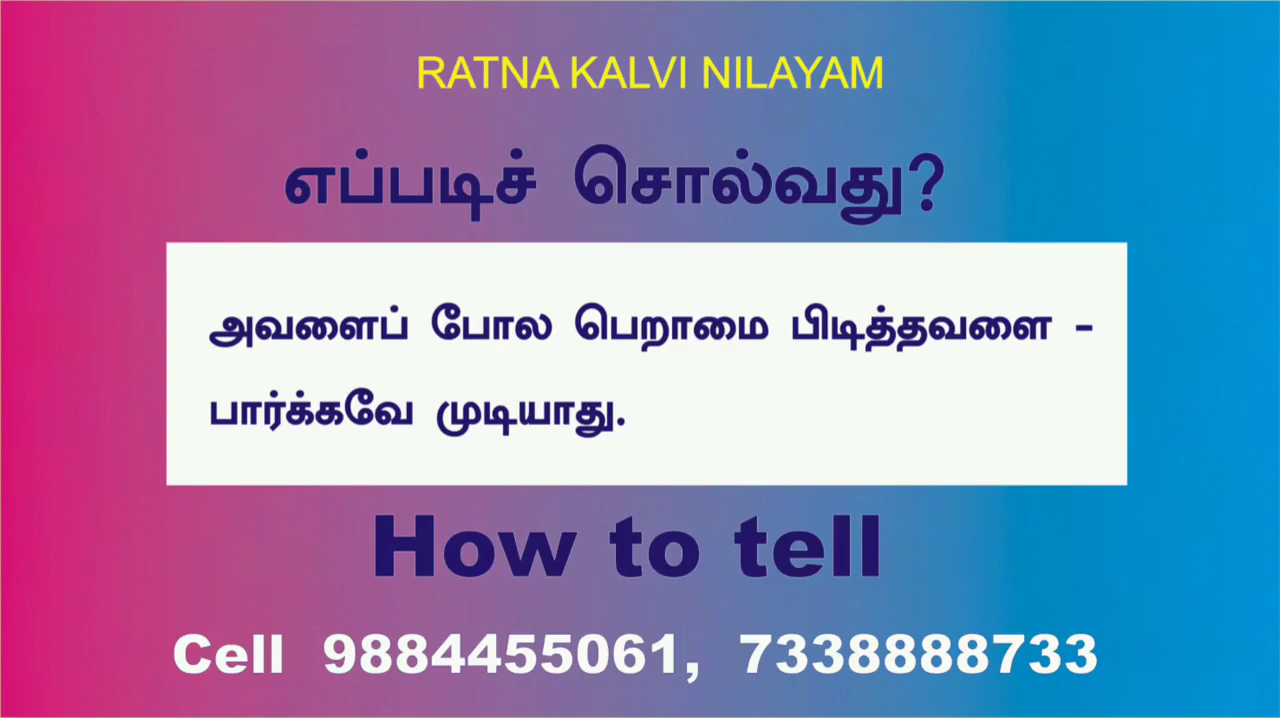 RATNA KALVI NILAYAM
எப்படிச் சொல்வது?
அவளைப் போல பெறாமை பிடித்தவளை -
பார்க்கவே முடியாது.
How to tell
Cell 9884455061, 7338888733